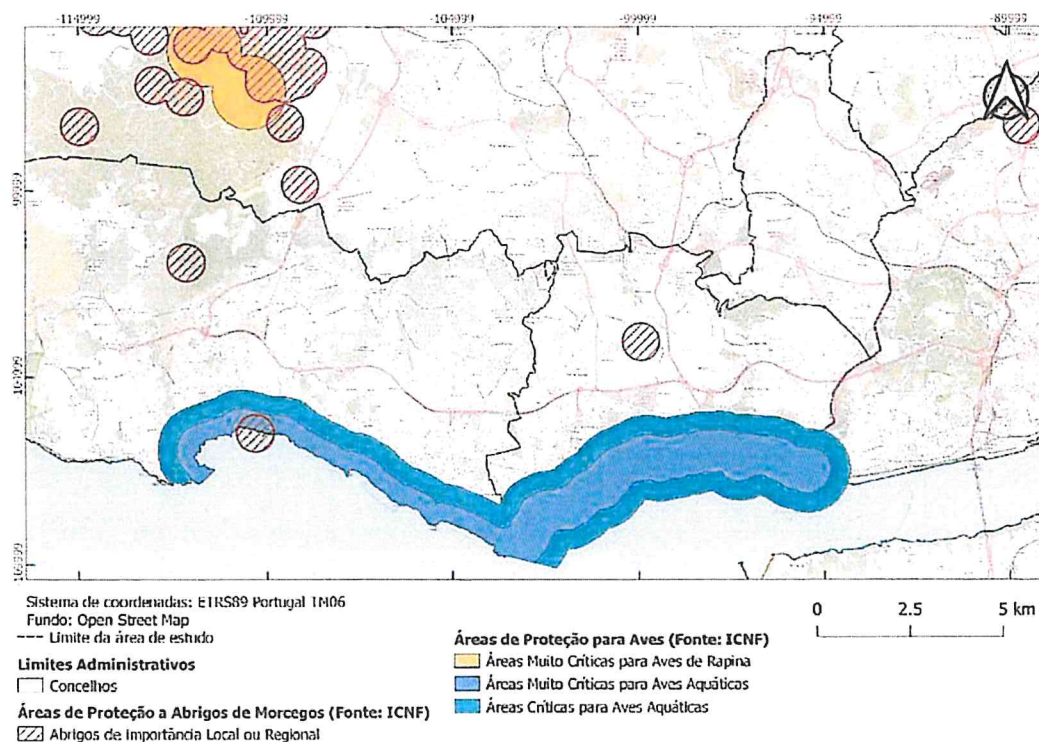 -114999 -109999 -104999 -99999 -94999 -89999
-99999
-104999
Sistema de coordenadas: ETRS89 Portugal TM06
Fundo: Open Street Map
Limite da área de estudo
Limites Administrativos
Concelhos
Áreas de Proteção a Abrigos de Morcegos (Fonte: ICNF)
Abrigos de Importância Local ou Regional
Áreas de Proteção para Aves (Fonte: ICNF)
Áreas Muito Críticas para Aves de Rapina
Áreas Muito Críticas para Aves Aquáticas
Áreas Críticas para Aves Aquáticas
0 2.5 5 km